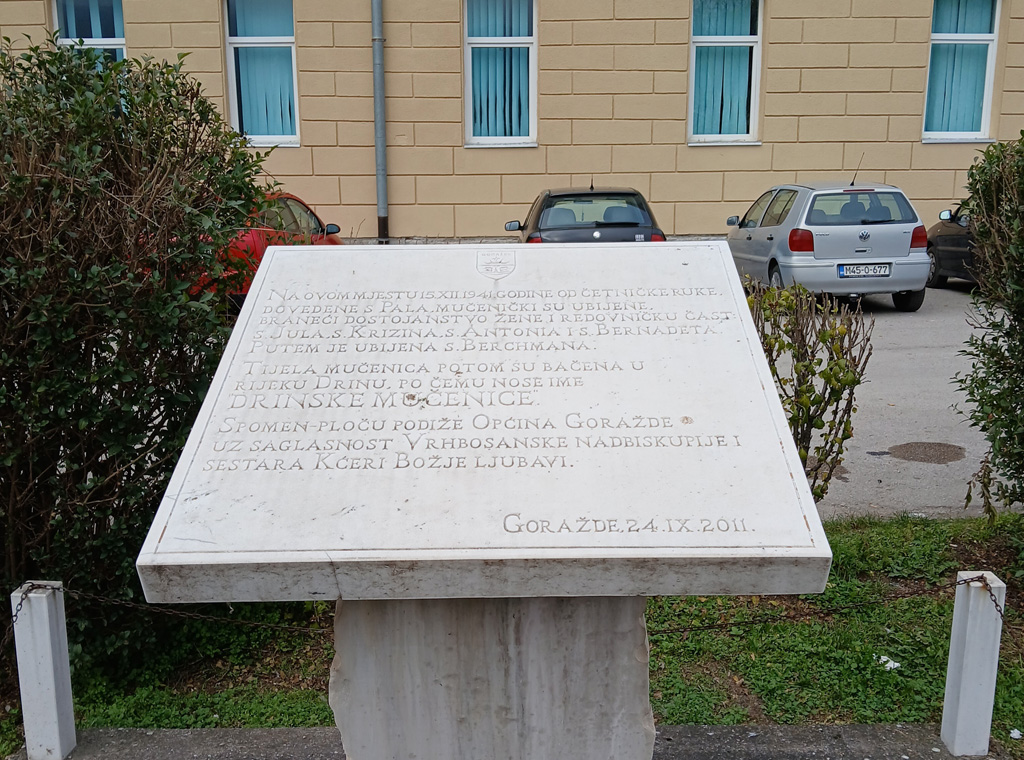 NA OVOM MJESTU 15.XII.1941. GODINE OD ČETNIČKE RUKE,
DOVEDENE S PALA, MUČENIČKI SU UBIJENE
BRANEĆI DOSTOJANSTVO ŽENE I REDOVNIČKU ČAST:
S. JULA, S. KRIZINA, S. ANTONIA I S. BERNADETA.
PUTEM JE UBIJENA S. BERCHMANA.
TIJELA MUČENICA POTOM SU BAČENA U
RIJEKU DRINU, PO ČEMU NOSE IME
"DRINSKE MUČENICE".
SPOMEN-PLOČU PODIŽE OPĆINA GORAŽDE
UZ SAGLASNOST VRHBOSANSKE NADBISKUPIJE I
SESTARA KĆERI BOŽJE LJUBAVI.
GORAŽDE, 24.IX.2011.
M45-O-677